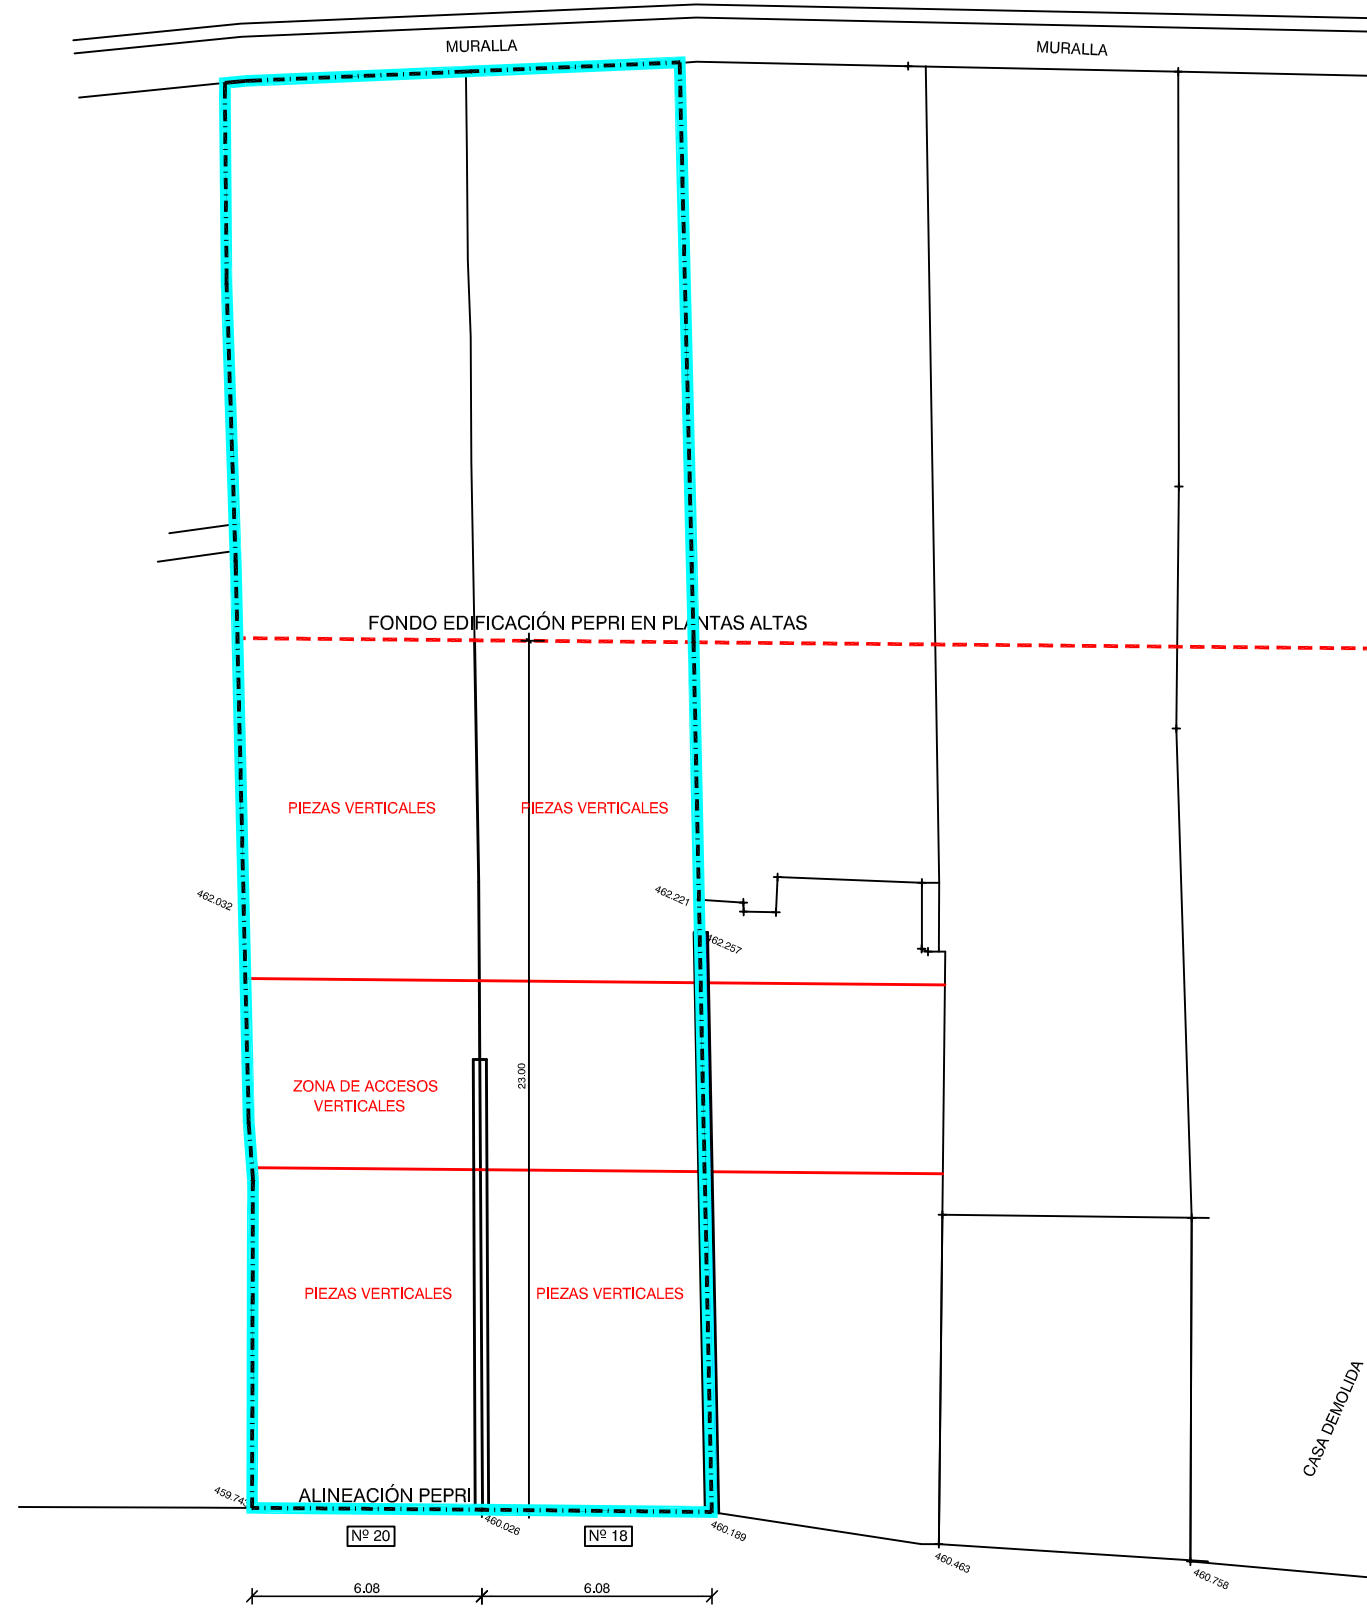 MURALLA
MURALLA
FONDO EDIFICACIÓN PEPRI EN PLANTAS ALTAS
PIEZAS VERTICALES
PIEZAS VERTICALES
462.032
462.221
462.257
23.00
ZONA DE ACCESOS
VERTICALES
PIEZAS VERTICALES
PIEZAS VERTICALES
CASA DEMOLIDA
459.743
ALINEACIÓN PEPRI
460.026
460.189
460.463
460.758
Nº 20
Nº 18
6.08
6.08